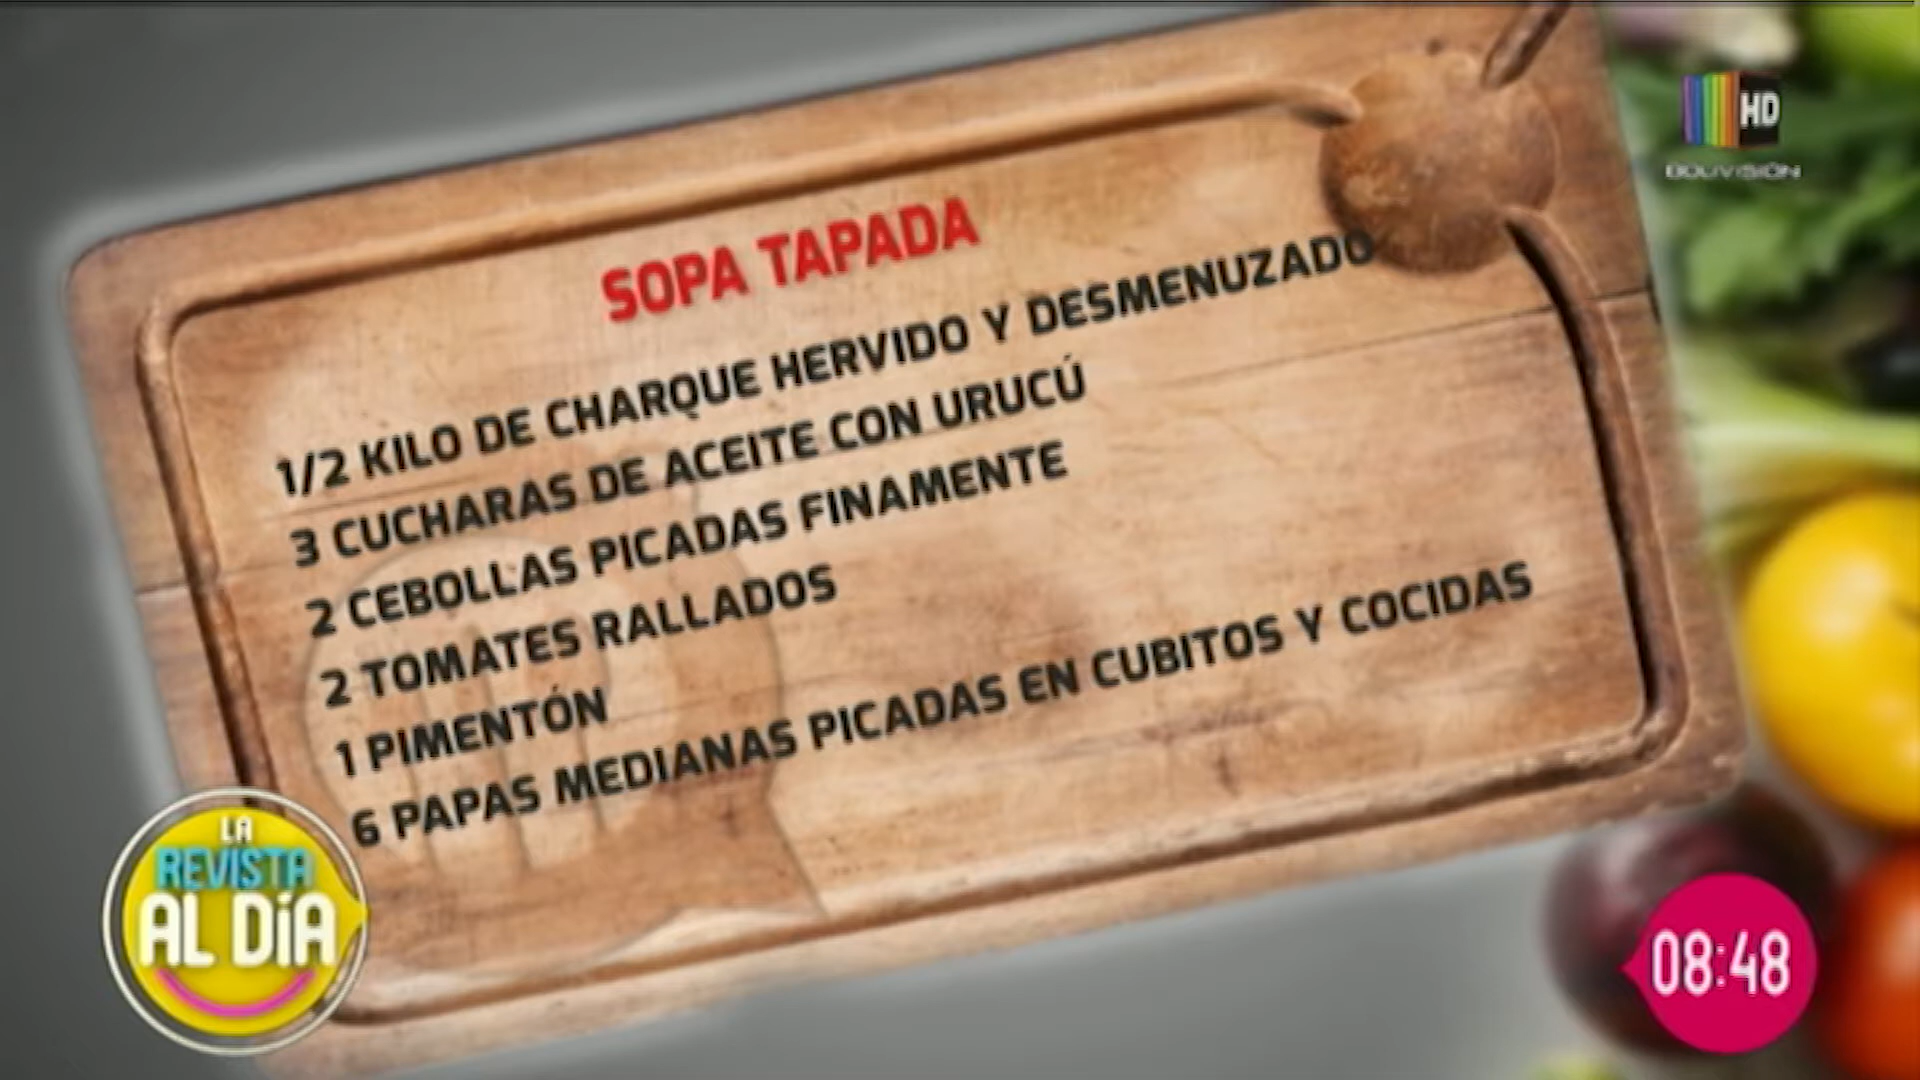 SOPA TAPADA
1/2 KILO DE CHARQUE HERVIDO Y DESMENUZADO
3 CUCHARAS DE ACEITE CON URUCÚ
2 CEBOLLAS PICADAS FINAMENTE
2 TOMATES RALLADOS
1 PIMENTÓN
6 PAPAS MEDIANAS PICADAS EN CUBITOS Y COCIDAS
HD
BOLIVISIÓN
LA
REVISTA
AL DÍA
08:48